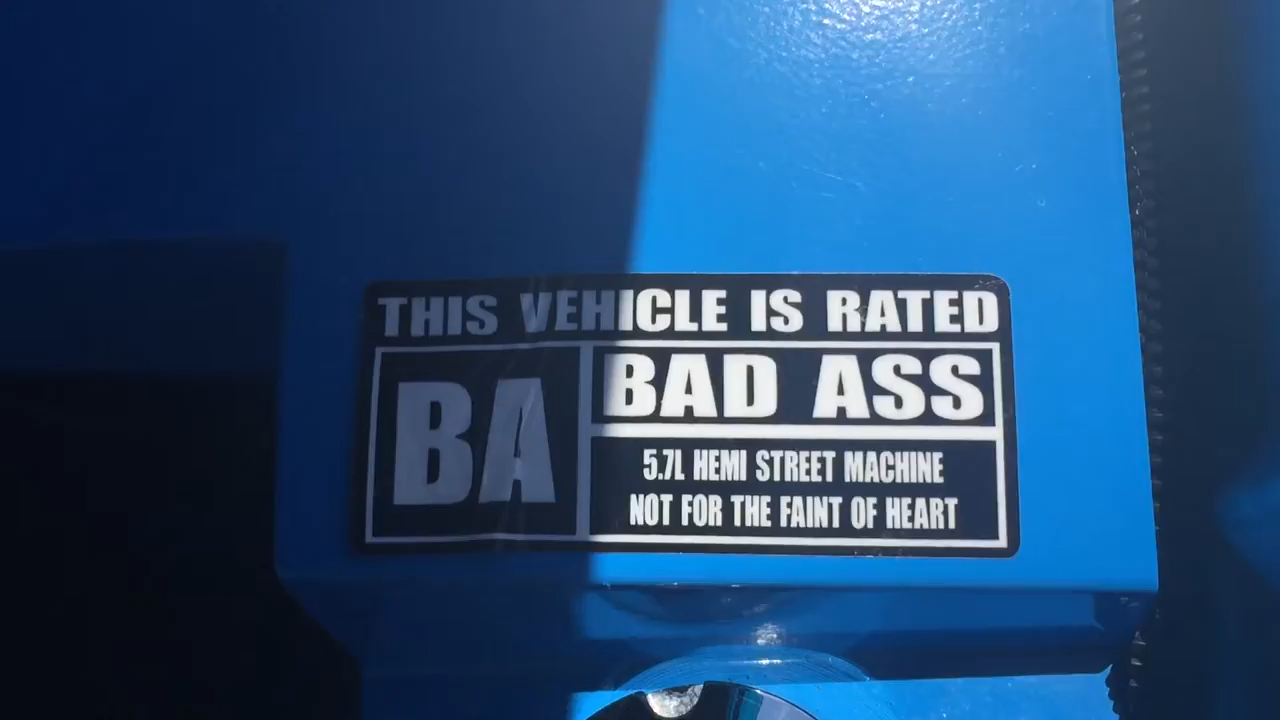 THIS VEHICLE IS RATED
BA
BAD ASS
5.7L HEMI STREET MACHINE
NOT FOR THE FAINT OF HEART